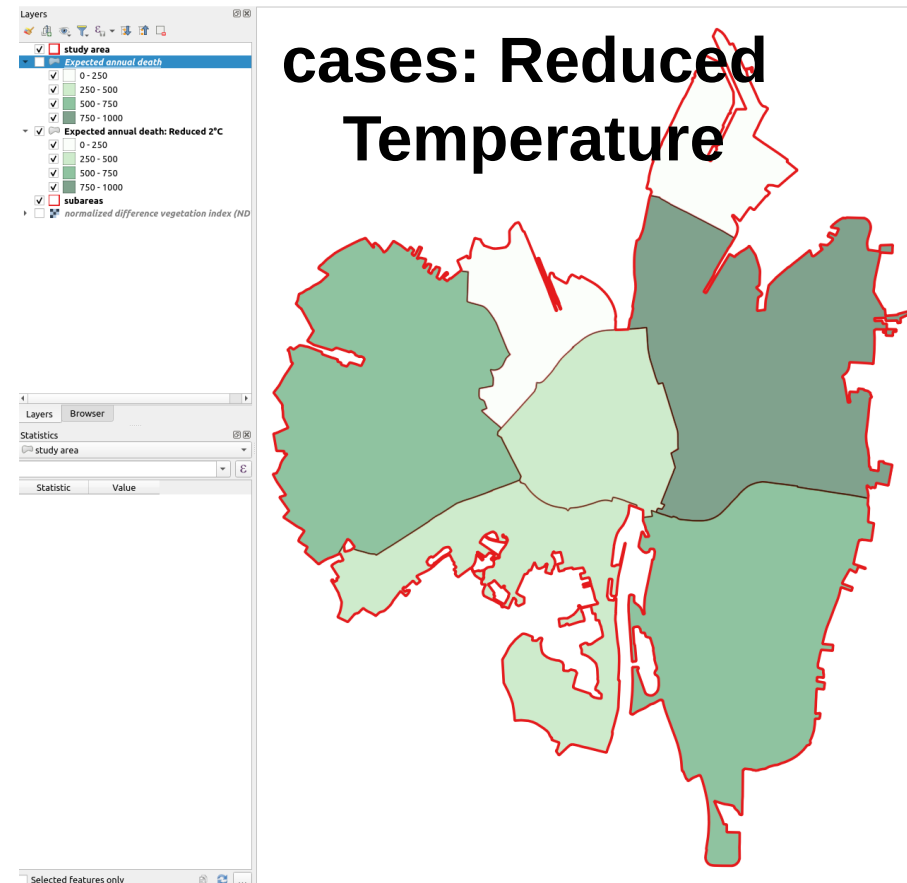 Layers
study area
Expected annual death
0 - 250
250 - 500
500 - 750
750 - 1000
Expected annual death: Reduced 2°C
0 - 250
250 - 500
500 - 750
750 - 1000
subareas
normalized difference vegetation index (ND
Layers
Browser
Statistics
study area
ε
Statistic
Value
Selected features only
...
cases: Reduced
Temperature